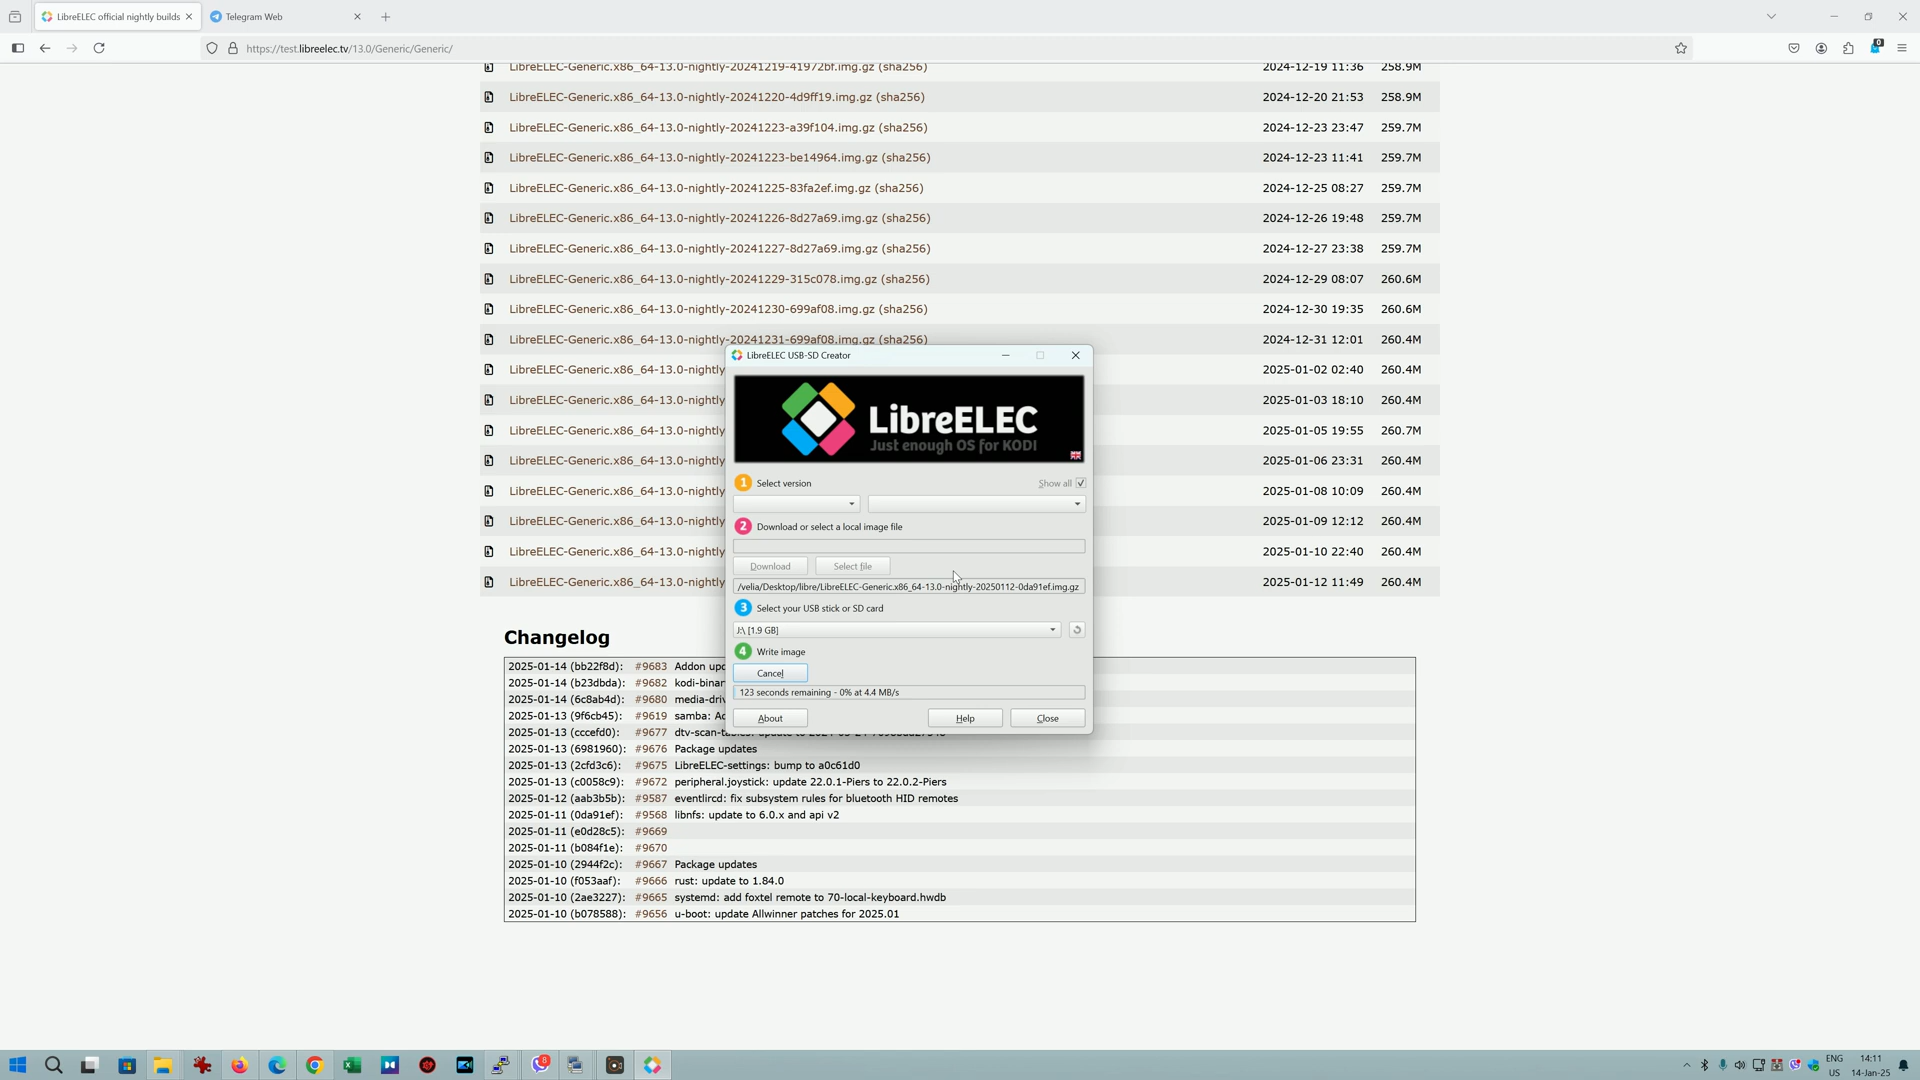 LibreELEC official nightly builds
Telegram Web
https://test.libreelec.tv/13.0/Generic/Generic/
0
LibreELEC-Generic.x86_64-13.0-nightly-20241219-41972bf.img.gz (sha256) 2024-12-19 11:36 258.9M
LibreELEC-Generic.x86_64-13.0-nightly-20241220-4d9ff19.img.gz (sha256) 2024-12-20 21:53 258.9M
LibreELEC-Generic.x86_64-13.0-nightly-20241223-a39f104.img.gz (sha256) 2024-12-23 23:47 259.7M
LibreELEC-Generic.x86_64-13.0-nightly-20241223-be14964.img.gz (sha256) 2024-12-23 11:41 259.7M
LibreELEC-Generic.x86_64-13.0-nightly-20241225-83fa2ef.img.gz (sha256) 2024-12-25 08:27 259.7M
LibreELEC-Generic.x86_64-13.0-nightly-20241226-8d27a69.img.gz (sha256) 2024-12-26 19:48 259.7M
LibreELEC-Generic.x86_64-13.0-nightly-20241227-8d27a69.img.gz (sha256) 2024-12-27 23:38 259.7M
LibreELEC-Generic.x86_64-13.0-nightly-20241229-315c078.img.gz (sha256) 2024-12-29 08:07 260.6M
LibreELEC-Generic.x86_64-13.0-nightly-20241230-699af08.img.gz (sha256) 2024-12-30 19:35 260.6M
LibreELEC-Generic.x86_64-13.0-nightly-20241231-699af08.img.gz (sha256) 2024-12-31 12:01 260.4M
LibreELEC-Generic.x86_64-13.0-nightly 2025-01-02 02:40 260.4M
LibreELEC-Generic.x86_64-13.0-nightly 2025-01-03 18:10 260.4M
LibreELEC-Generic.x86_64-13.0-nightly 2025-01-05 19:55 260.7M
LibreELEC-Generic.x86_64-13.0-nightly 2025-01-06 23:31 260.4M
LibreELEC-Generic.x86_64-13.0-nightly 2025-01-08 10:09 260.4M
LibreELEC-Generic.x86_64-13.0-nightly 2025-01-09 12:12 260.4M
LibreELEC-Generic.x86_64-13.0-nightly 2025-01-10 22:40 260.4M
LibreELEC-Generic.x86_64-13.0-nightly 2025-01-12 11:49 260.4M
LibreELEC USB-SD Creator
LibreELEC
Just enough OS for KODI
1 Select version Show all
2 Download or select a local image file
Download Select file
/velia/Desktop/libre/LibreELEC-Generic.x86_64-13.0-nightly-20250112-0da91ef.img.gz
3 Select your USB stick or SD card
J:\ [1.9 GB]
4 Write image
Cancel
123 seconds remaining - 0% at 4.4 MB/s
About Help Close
Changelog
2025-01-14 (bb22f8d): #9683 Addon upd
2025-01-14 (b23dbda): #9682 kodi-binar
2025-01-14 (6c8ab4d): #9680 media-driv
2025-01-13 (9f6cb45): #9619 samba: Ad
2025-01-13 (cccefd0): #9677 dtv-scan-tables: update to
2025-01-13 (6981960): #9676 Package updates
2025-01-13 (2cfd3c6): #9675 LibreELEC-settings: bump to a0c61d0
2025-01-13 (c0058c9): #9672 peripheral.joystick: update 22.0.1-Piers to 22.0.2-Piers
2025-01-12 (aab3b5b): #9587 eventlircd: fix subsystem rules for bluetooth HID remotes
2025-01-11 (0da91ef): #9568 libnfs: update to 6.0.x and api v2
2025-01-11 (e0d28c5): #9669
2025-01-11 (b084f1e): #9670
2025-01-10 (2944f2c): #9667 Package updates
2025-01-10 (f053aaf): #9666 rust: update to 1.84.0
2025-01-10 (2ae3227): #9665 systemd: add foxtel remote to 70-local-keyboard.hwdb
2025-01-10 (b078588): #9656 u-boot: update Allwinner patches for 2025.01
8
ENG
US
14:11
14-Jan-25